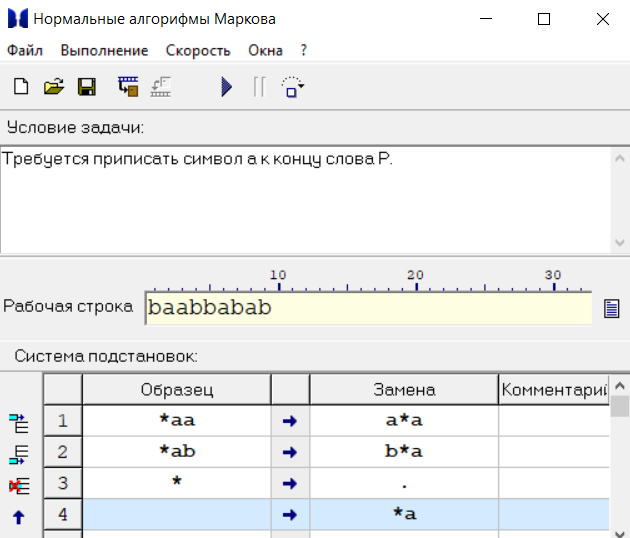 Нормальные алгорифмы Маркова
Файл Выполнение Скорость Окна ?
Условие задачи:
Требуется приписать символ а к концу слова Р.
10 20 30
Рабочая строка baabbabab
Система подстановок:
Образец Замена Комментарий
1 *aa → a*a
2 *ab → b*a
3 * → .
4 → *a